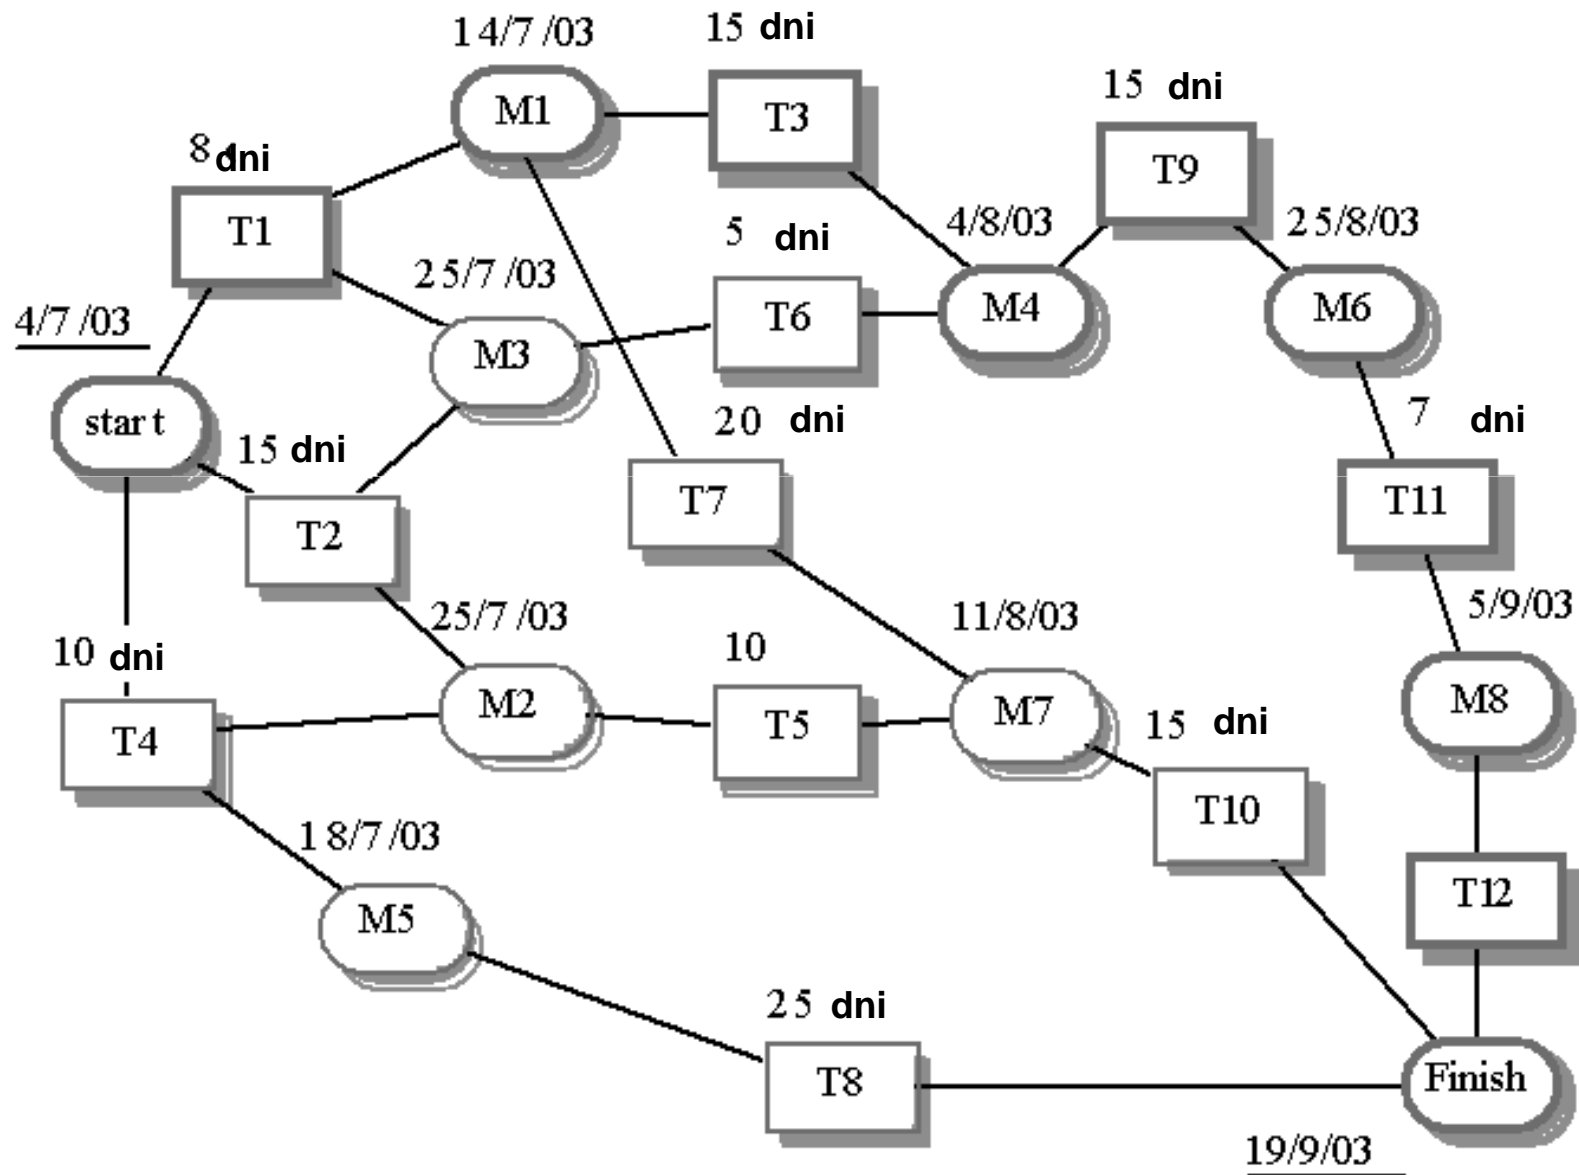 14/7/03
15 dni
M1
T3
15 dni
8 dni
T9
T1
5 dni
4/8/03
25/8/03
25/7/03
4/7/03
T6
M4
M6
M3
start
20 dni
7 dni
15 dni
T7
T11
T2
25/7/03
11/8/03
5/9/03
10 dni
10
M2
M7
M8
T4
T5
15 dni
T10
18/7/03
T12
M5
25 dni
T8
Finish
19/9/03